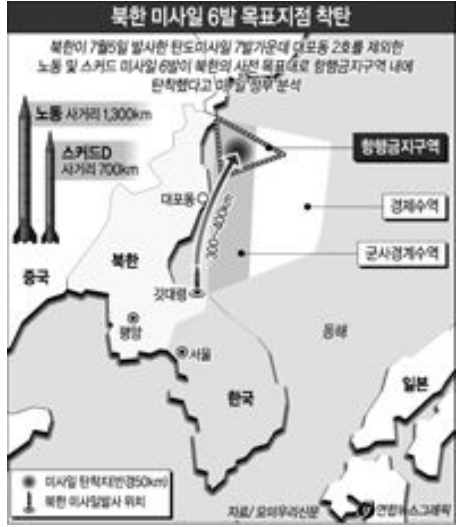 북한 미사일 6발 목표지점 착탄
북한이 7월5일 발사한 탄도미사일 7발가운데 대포동 2호를 제외한
노동 및 스커드 미사일 6발이 북한의 사전 목표대로 항행금지구역 내에
탄착했다고 정부 분석
노동 사거리 1,300km
스커드D
사거리 700km
항행금지구역
대포동
경제수역
300~400km
군사경계수역
북한
중국
깃대령
평양
동해
서울
일본
한국
미사일 탄착지(반경50km)
북한 미사일발사 위치
자료/ 요미우리신문
연합뉴스그래픽